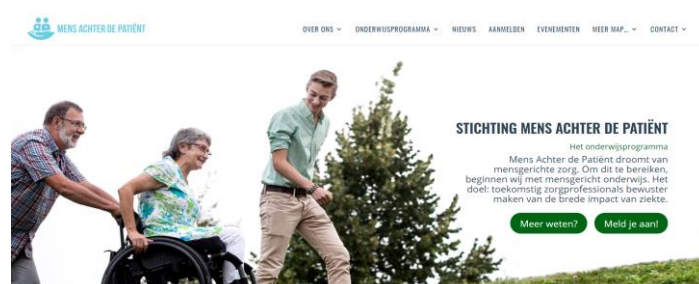 MENS ACHTER DE PATIËNT
OVER ONS
ONDERWIJSPROGRAMMA
NIEUWS
AANMELDEN
EVENEMENTEN
MEER MAP...
CONTACT
STICHTING MENS ACHTER DE PATIËNT
Het onderwijsprogramma
Mens Achter de Patiënt droomt van
mensgerichte zorg. Om dit te bereiken,
beginnen wij met mensgericht onderwijs. Het
doel: toekomstig zorgprofessionals bewuster
maken van de brede impact van ziekte.
Meer weten?
Meld je aan!